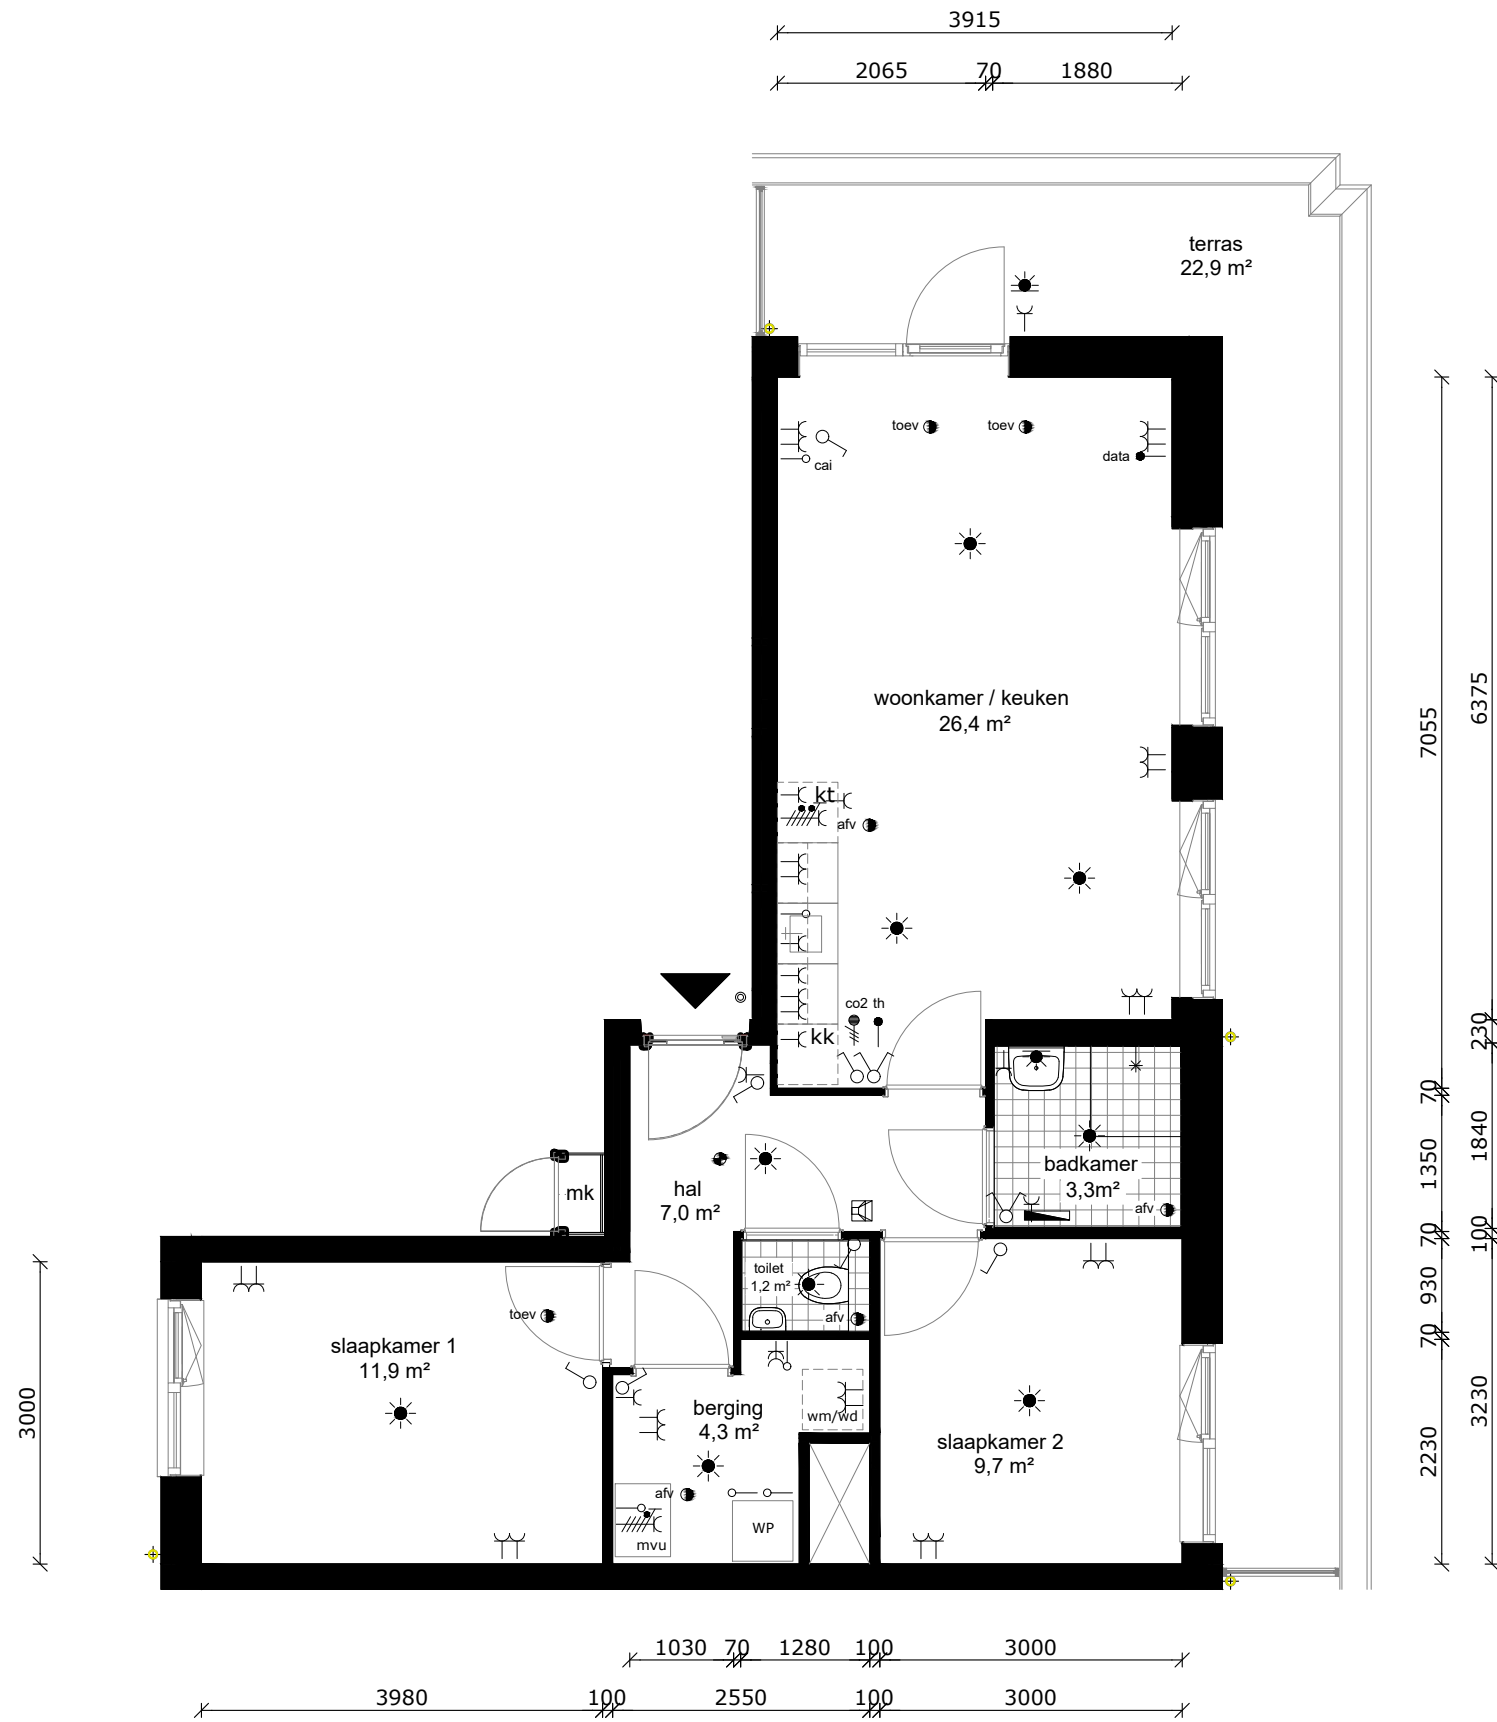 3915
2065 70 1880
terras
22,9 m²
toev toev
cai
data
woonkamer / keuken
26,4 m²
7055
6375
kt
afv
co2 th
kk
230
70
1840
1350
badkamer
3,3m²
afv
mk
hal
7,0 m²
70
100
toilet
1,2 m²
afv
930
70
toev
slaapkamer 1
11,9 m²
3000
berging
4,3 m²
wm/wd
slaapkamer 2
9,7 m²
2230
3230
afv
mvu
WP
1030 70 1280 100 3000
3980 100 2550 100 3000